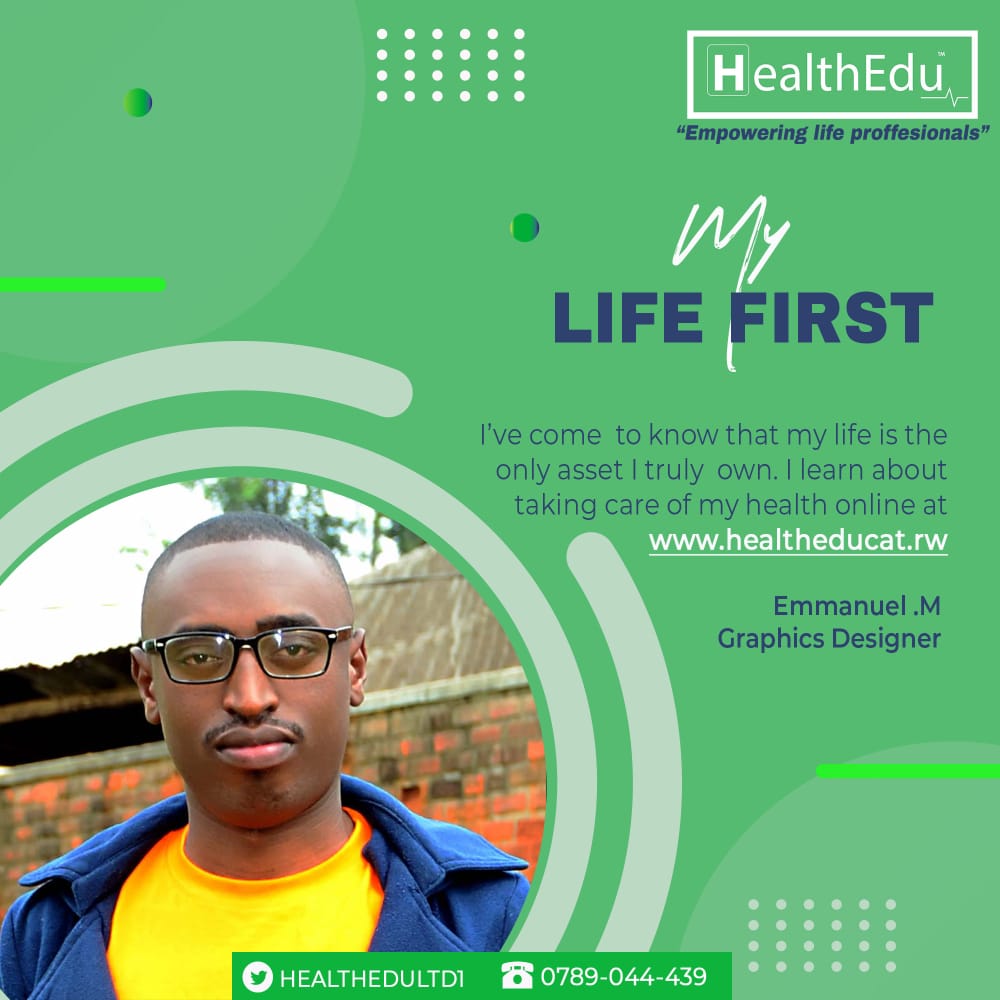 HealthEdu™
“Empowering life proffesionals”
My
LIFE FIRST
I’ve come to know that my life is the
only asset I truly own. I learn about
taking care of my health online at
www.healtheducat.rw
Emmanuel .M
Graphics Designer
HEALTHEDULTD1
0789-044-439